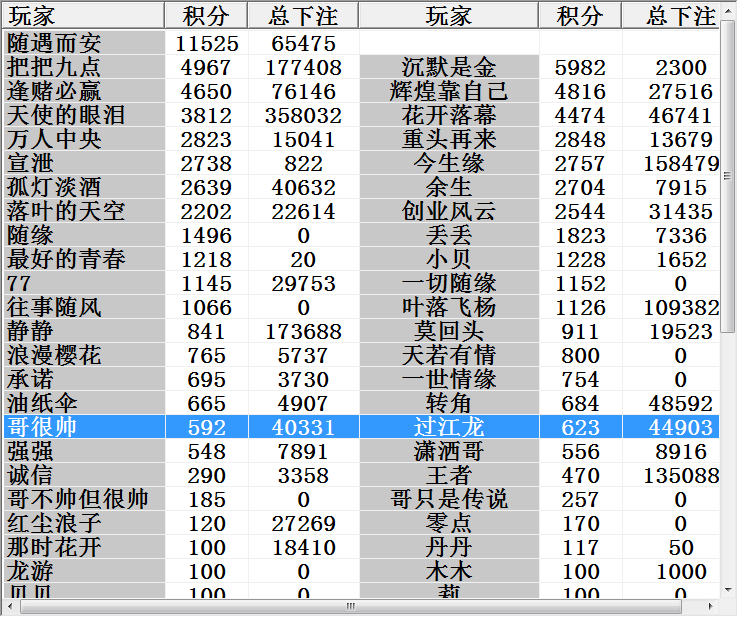 玩家 积分 总下注 玩家 积分 总下注
随遇而安 11525 65475
把把九点 4967 177408 沉默是金 5982 2300
逢赌必赢 4650 76146 辉煌靠自己 4816 27516
天使的眼泪 3812 358032 花开落幕 4474 46741
万人中央 2823 15041 重头再来 2848 13679
宣泄 2738 822 今生缘 2757 158479
孤灯淡酒 2639 40632 余生 2704 7915
落叶的天空 2202 22614 创业风云 2544 31435
随缘 1496 0 丢丢 1823 7336
最好的青春 1218 20 小贝 1228 1652
77 1145 29753 一切随缘 1152 0
往事随风 1066 0 叶落飞杨 1126 109382
静静 841 173688 莫回头 911 19523
浪漫樱花 765 5737 天若有情 800 0
承诺 695 3730 一世情缘 754 0
油纸伞 665 4907 转角 684 48592
哥很帅 592 40331 过江龙 623 44903
强强 548 7891 潇洒哥 556 8916
诚信 290 3358 王者 470 135088
哥不帅但很帅 185 0 哥只是传说 257 0
红尘浪子 120 27269 零点 170 0
那时花开 100 18410 丹丹 117 50
龙游 100 0 木木 100 1000
贝贝 100 0 莉 100 0